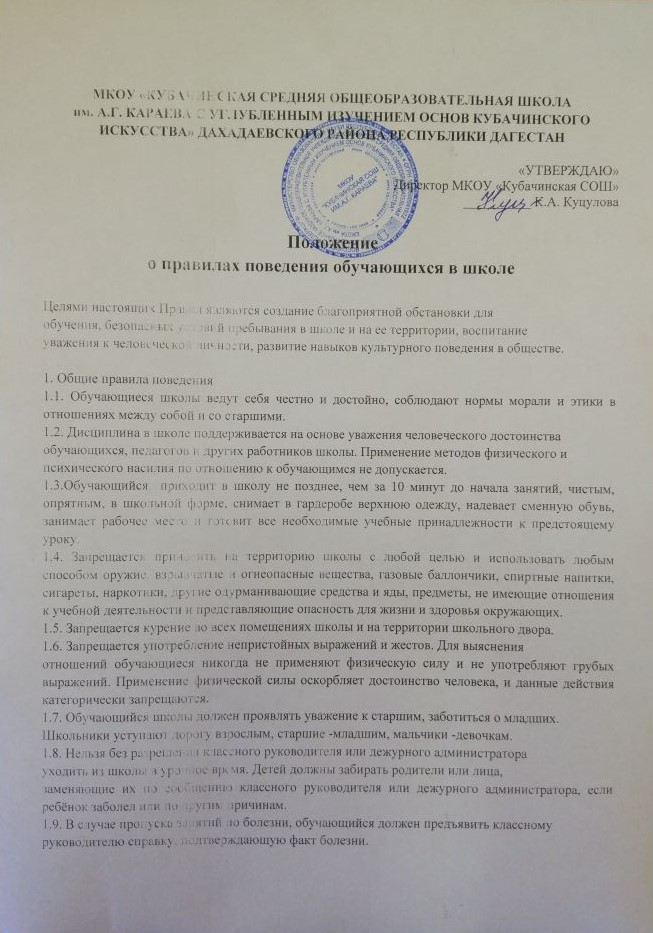 МКОУ «КУБАЧИНСКАЯ СРЕДНЯЯ ОБЩЕОБРАЗОВАТЕЛЬНАЯ ШКОЛА
им. А.Г. КАРАЕВА С УГЛУБЛЕННЫМ ИЗУЧЕНИЕМ ОСНОВ КУБАЧИНСКОГО
ИСКУССТВА» ДАХАДАЕВСКОГО РАЙОНА РЕСПУБЛИКИ ДАГЕСТАН
«УТВЕРЖДАЮ»
Директор МКОУ «Кубачинская СОШ»
К.А. Куцулова
МКОУ
"КУБАЧИНСКАЯ СОШ
ИМ.А.Г. КАРАЕВА"
Положение
о правилах поведения обучающихся в школе
Целями настоящих Правил являются создание благоприятной обстановки для
обучения, безопасных условий пребывания в школе и на ее территории, воспитание
уважения к человеческой личности, развитие навыков культурного поведения в обществе.
1. Общие правила поведения
1.1. Обучающиеся школы ведут себя честно и достойно, соблюдают нормы морали и этики в
отношениях между собой и со старшими.
1.2. Дисциплина в школе поддерживается на основе уважения человеческого достоинства
обучающихся, педагогов и других работников школы. Применение методов физического и
психического насилия по отношению к обучающимся не допускается.
1.3.Обучающийся приходит в школу не позднее, чем за 10 минут до начала занятий, чистым,
опрятным, в школьной форме, снимает в гардеробе верхнюю одежду, надевает сменную обувь,
занимает рабочее место и готовит все необходимые учебные принадлежности к предстоящему
уроку.
1.4. Запрещается приносить на территорию школы с любой целью и использовать любым
способом оружие, взрывчатые и огнеопасные вещества, газовые баллончики, спиртные напитки,
сигареты, наркотики, другие одурманивающие средства и яды, предметы, не имеющие отношения
к учебной деятельности и представляющие опасность для жизни и здоровья окружающих.
1.5. Запрещается курение во всех помещениях школы и на территории школьного двора.
1.6. Запрещается употребление непристойных выражений и жестов. Для выяснения
отношений обучающиеся никогда не применяют физическую силу и не употребляют грубых
выражений. Применение физической силы оскорбляет достоинство человека, и данные действия
категорически запрещаются.
1.7. Обучающийся школы должен проявлять уважение к старшим, заботиться о младших.
Школьники уступают дорогу взрослым, старшие -младшим, мальчики -девочкам.
1.8. Нельзя без разрешения классного руководителя или дежурного администратора
уходить из школы в урочное время. Детей должны забирать родители или лица,
заменяющие их по сообщению классного руководителя или дежурного администратора, если
ребёнок заболел или по другим причинам.
1.9. В случае пропуска занятий по болезни, обучающийся должен предъявить классному
руководителю справку, подтверждающую факт болезни.